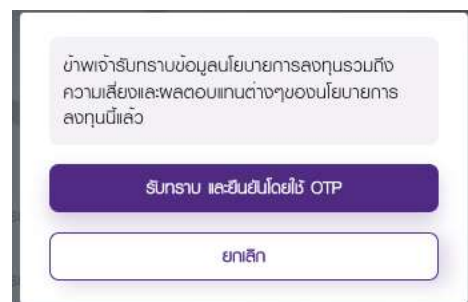 ข้าพเจ้ารับทราบข้อมูลนโยบายการลงทุนรวมถึง
ความเสี่ยงและผลตอบแทนต่างๆของนโยบายการ
ลงทุนนี้แล้ว
รับทราบ และยืนยันโดยใช้ OTP
ยกเลิก